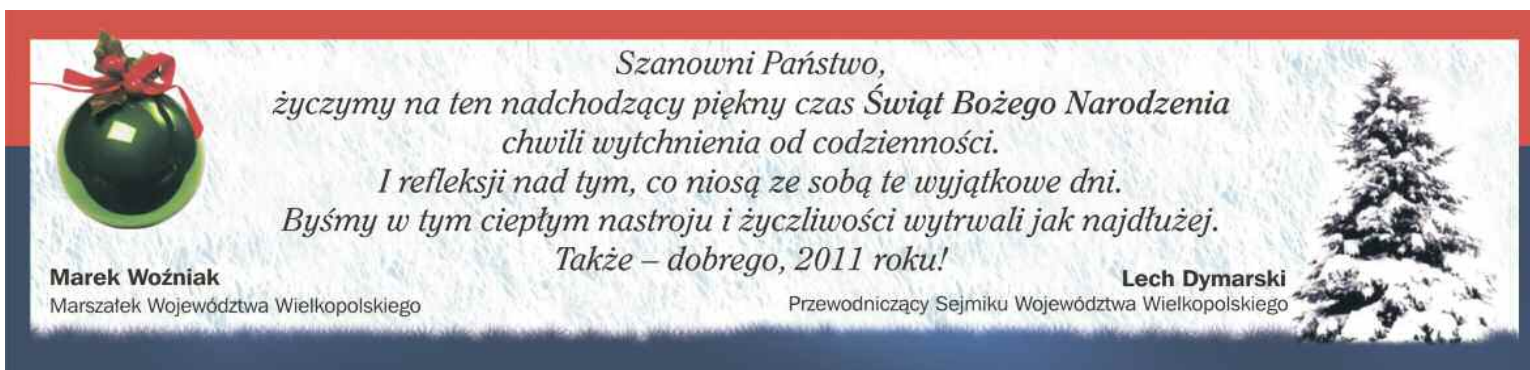 Szanowni Państwo,
życzymy na ten nadchodzący piękny czas Świąt Bożego Narodzenia
chwili wytchnienia od codzienności.
I refleksji nad tym, co niosą ze sobą te wyjątkowe dni.
Byśmy w tym ciepłym nastroju i życzliwości wytrwali jak najdłużej.
Także – dobrego, 2011 roku!
Marek Woźniak
Marszałek Województwa Wielkopolskiego
Lech Dymarski
Przewodniczący Sejmiku Województwa Wielkopolskiego